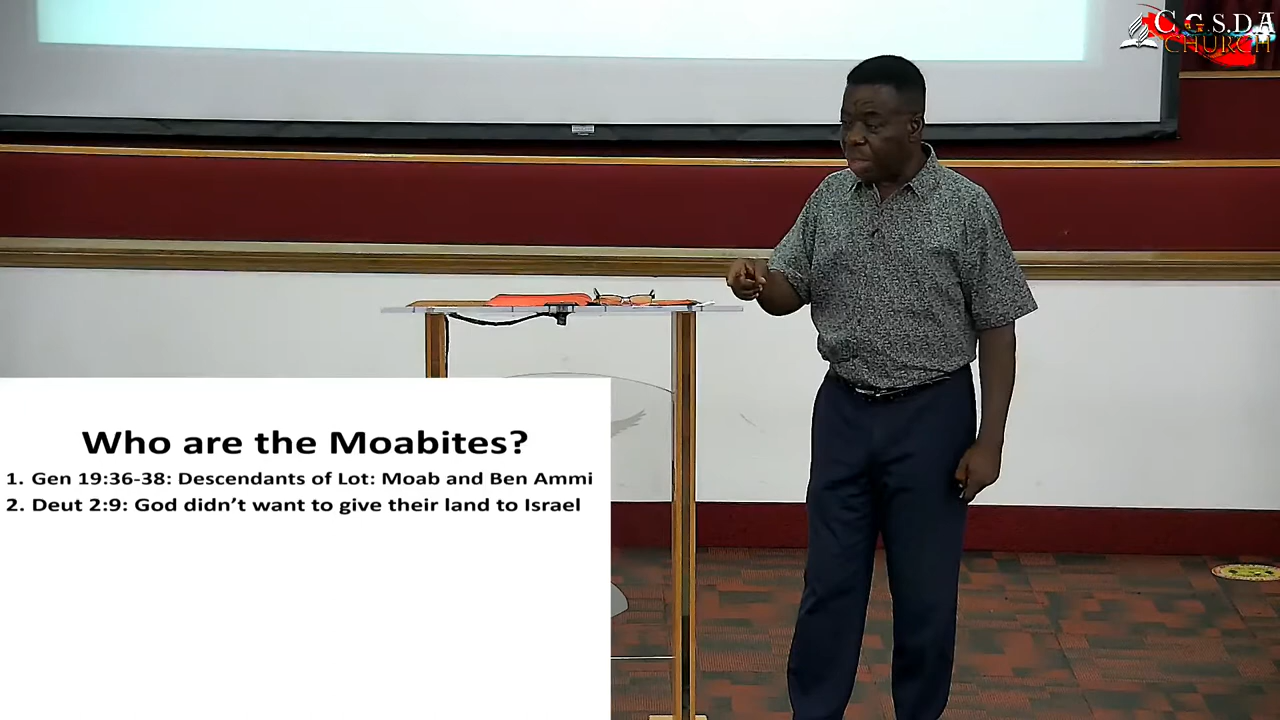 C.G.S.D.A
CHURCH
Who are the Moabites?
1. Gen 19:36-38: Descendants of Lot: Moab and Ben Ammi
2. Deut 2:9: God didn’t want to give their land to Israel